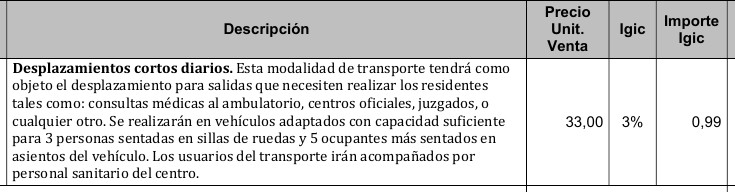 Descripción
Precio
Unit.
Venta
Igic
Importe
Igic
Desplazamientos cortos diarios. Esta modalidad de transporte tendrá como
objeto el desplazamiento para salidas que necesiten realizar los residentes
tales como: consultas médicas al ambulatorio, centros oficiales, juzgados, o
cualquier otro. Se realizarán en vehículos adaptados con capacidad suficiente
para 3 personas sentadas en sillas de ruedas y 5 ocupantes más sentados en
asientos del vehículo. Los usuarios del transporte irán acompañados por
personal sanitario del centro.
33,00
3%
0,99